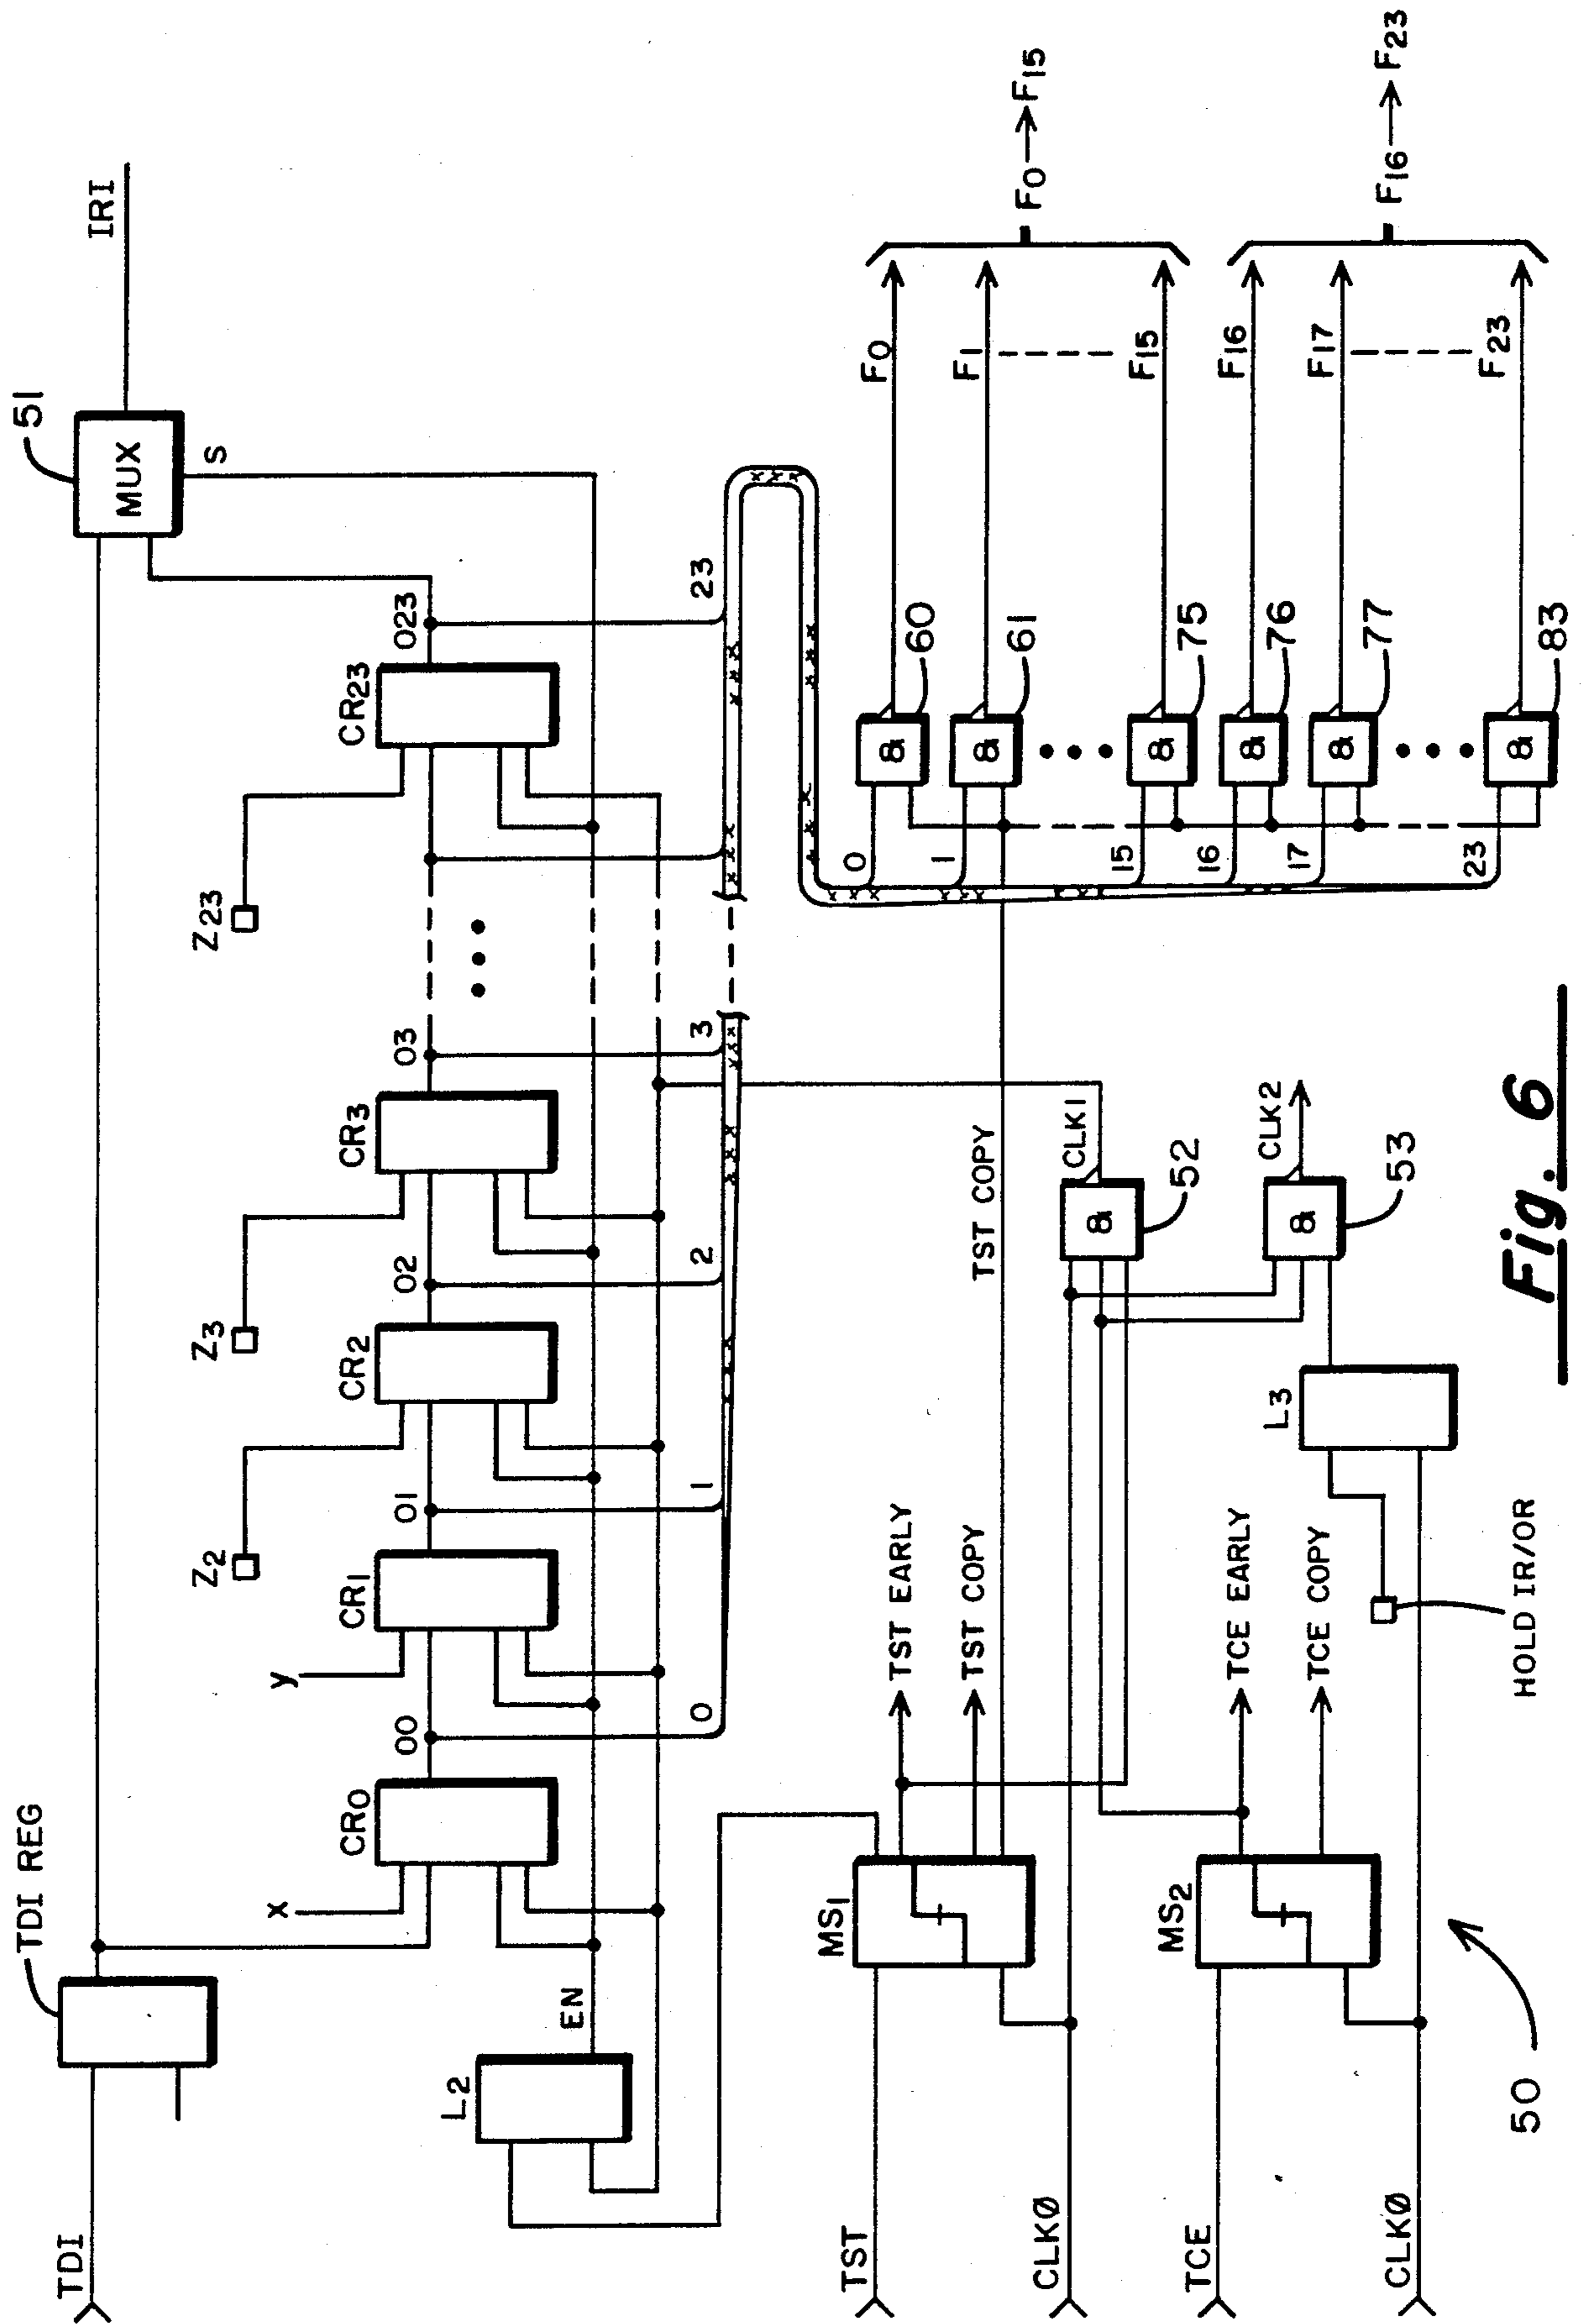 TDI
TDI REG
MUX
51
IRI
S
x
CR0
00
y
CR1
01
Z2
CR2
02
Z3
CR3
03
Z23
CR23
023
L2
EN
0
1
2
3
23
TST
MS1
TST EARLY
TST COPY
TST COPY
CLKØ
CLK1
&
52
TCE
MS2
TCE EARLY
TCE COPY
CLKØ
L3
HOLD IR/OR
CLK2
&
53
0
&
60
F0
1
&
61
F1
15
&
75
F15
16
&
76
F16
17
&
77
F17
23
&
83
F23
F0→F15
F16→F23
50
Fig. 6